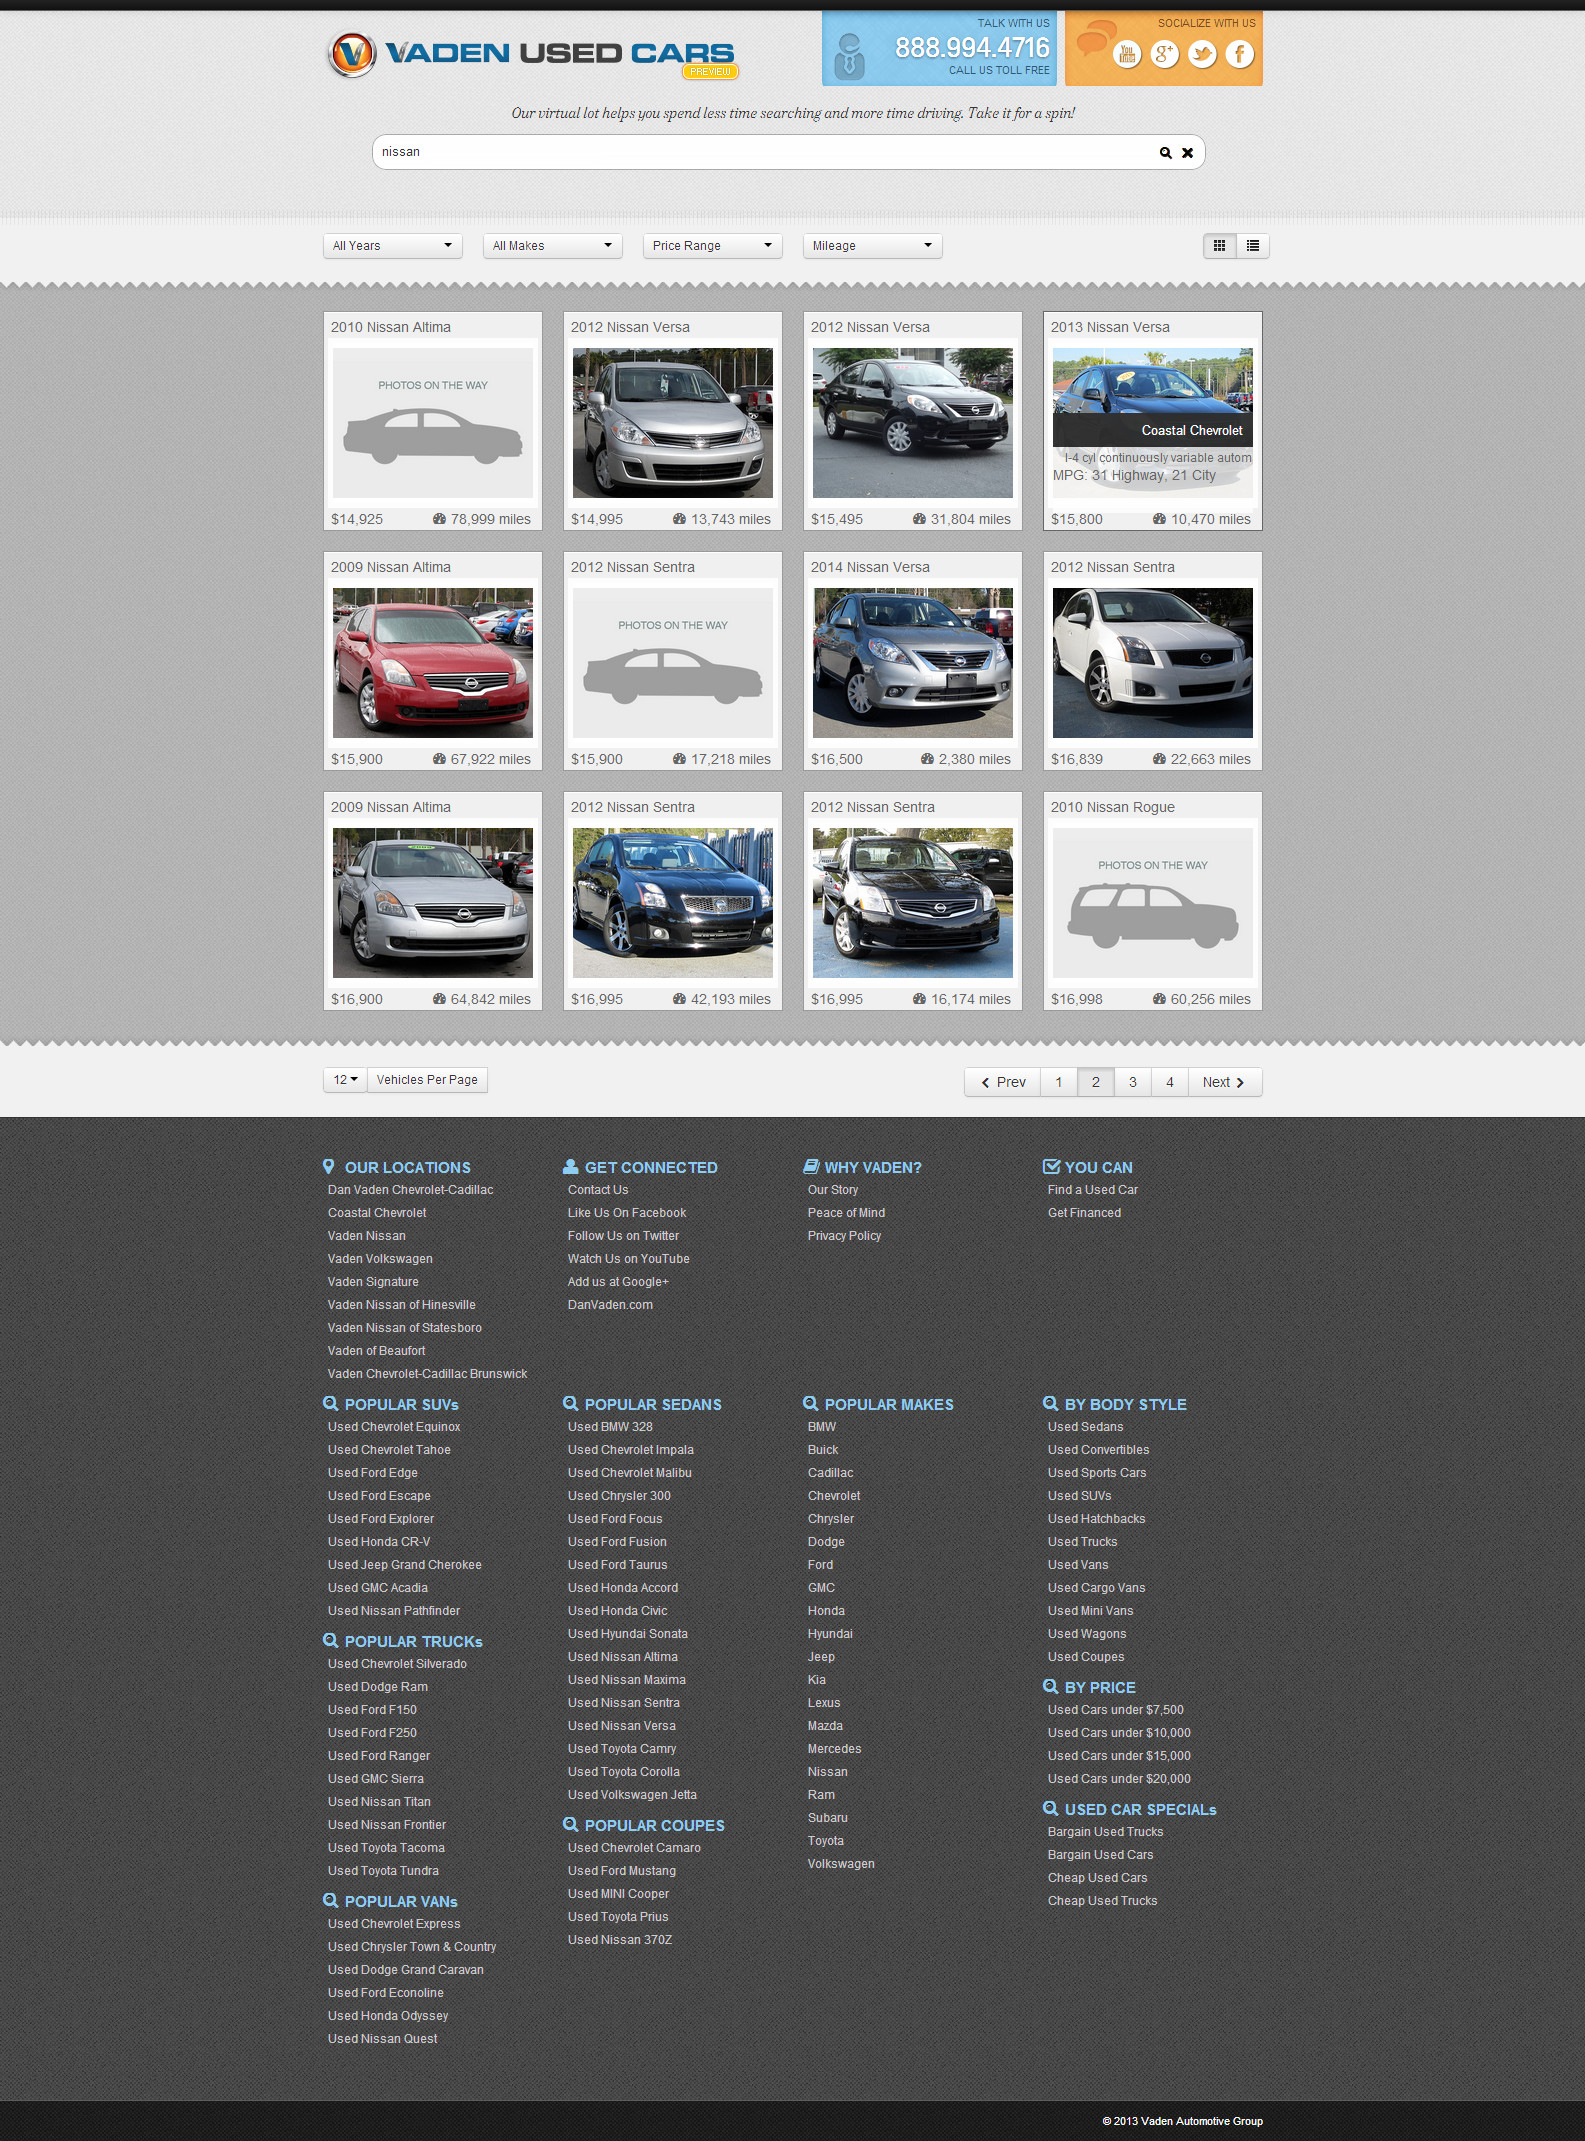 VADEN USED CARS
PREVIEW
TALK WITH US
888.994.4716
CALL US TOLL FREE
SOCIALIZE WITH US
Our virtual lot helps you spend less time searching and more time driving. Take it for a spin!
nissan
All Years
All Makes
Price Range
Mileage
2010 Nissan Altima
PHOTOS ON THE WAY
$14,925 78,999 miles
2012 Nissan Versa
$14,995 13,743 miles
2012 Nissan Versa
$15,495 31,804 miles
2013 Nissan Versa
Coastal Chevrolet
I-4 cyl continuously variable autom
MPG: 31 Highway, 21 City
$15,800 10,470 miles
2009 Nissan Altima
$15,900 67,922 miles
2012 Nissan Sentra
PHOTOS ON THE WAY
$15,900 17,218 miles
2014 Nissan Versa
$16,500 2,380 miles
2012 Nissan Sentra
$16,839 22,663 miles
2009 Nissan Altima
$16,900 64,842 miles
2012 Nissan Sentra
$16,995 42,193 miles
2012 Nissan Sentra
$16,995 16,174 miles
2010 Nissan Rogue
PHOTOS ON THE WAY
$16,998 60,256 miles
12 Vehicles Per Page
Prev 1 2 3 4 Next
OUR LOCATIONS
Dan Vaden Chevrolet-Cadillac
Coastal Chevrolet
Vaden Nissan
Vaden Volkswagen
Vaden Signature
Vaden Nissan of Hinesville
Vaden Nissan of Statesboro
Vaden of Beaufort
Vaden Chevrolet-Cadillac Brunswick
GET CONNECTED
Contact Us
Like Us On Facebook
Follow Us on Twitter
Watch Us on YouTube
Add us at Google+
DanVaden.com
WHY VADEN?
Our Story
Peace of Mind
Privacy Policy
YOU CAN
Find a Used Car
Get Financed
POPULAR SUVs
Used Chevrolet Equinox
Used Chevrolet Tahoe
Used Ford Edge
Used Ford Escape
Used Ford Explorer
Used Honda CR-V
Used Jeep Grand Cherokee
Used GMC Acadia
Used Nissan Pathfinder
POPULAR TRUCKs
Used Chevrolet Silverado
Used Dodge Ram
Used Ford F150
Used Ford F250
Used Ford Ranger
Used GMC Sierra
Used Nissan Titan
Used Nissan Frontier
Used Toyota Tacoma
Used Toyota Tundra
POPULAR VANs
Used Chevrolet Express
Used Chrysler Town & Country
Used Dodge Grand Caravan
Used Ford Econoline
Used Honda Odyssey
Used Nissan Quest
POPULAR SEDANS
Used BMW 328
Used Chevrolet Impala
Used Chevrolet Malibu
Used Chrysler 300
Used Ford Focus
Used Ford Fusion
Used Ford Taurus
Used Honda Accord
Used Honda Civic
Used Hyundai Sonata
Used Nissan Altima
Used Nissan Maxima
Used Nissan Sentra
Used Nissan Versa
Used Toyota Camry
Used Toyota Corolla
Used Volkswagen Jetta
POPULAR COUPES
Used Chevrolet Camaro
Used Ford Mustang
Used MINI Cooper
Used Toyota Prius
Used Nissan 370Z
POPULAR MAKES
BMW
Buick
Cadillac
Chevrolet
Chrysler
Dodge
Ford
GMC
Honda
Hyundai
Jeep
Kia
Lexus
Mazda
Mercedes
Nissan
Ram
Subaru
Toyota
Volkswagen
BY BODY STYLE
Used Sedans
Used Convertibles
Used Sports Cars
Used SUVs
Used Hatchbacks
Used Trucks
Used Vans
Used Cargo Vans
Used Mini Vans
Used Wagons
Used Coupes
BY PRICE
Used Cars under $7,500
Used Cars under $10,000
Used Cars under $15,000
Used Cars under $20,000
USED CAR SPECIALs
Bargain Used Trucks
Bargain Used Cars
Cheap Used Cars
Cheap Used Trucks
© 2013 Vaden Automotive Group